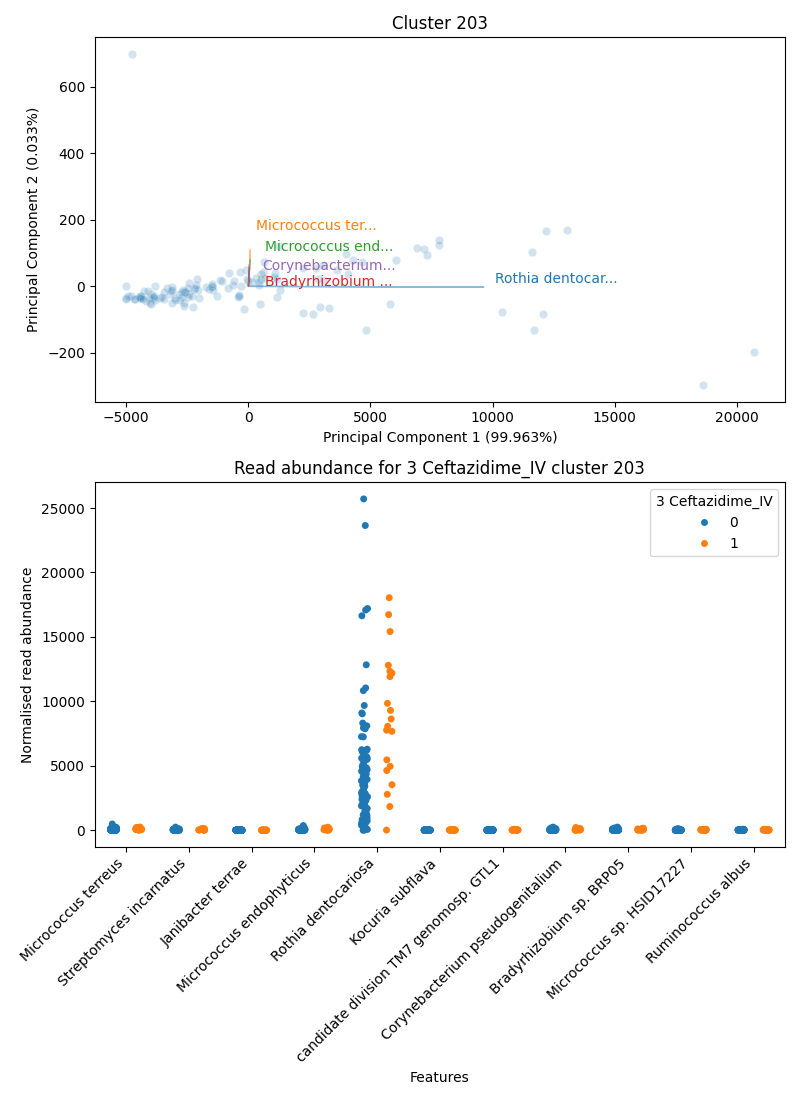 Cluster 203
Principal Component 2 (0.033%)
600
400
200
0
−200
Micrococcus ter...
Micrococcus end...
Corynebacterium...
Bradyrhizobium ...
Rothia dentocar...
−5000
0
5000
10000
15000
20000
Principal Component 1 (99.963%)
Read abundance for 3 Ceftazidime_IV cluster 203
Normalised read abundance
25000
20000
15000
10000
5000
0
3 Ceftazidime_IV
0
1
Micrococcus terreus
Streptomyces incarnatus
Janibacter terrae
Micrococcus endophyticus
Rothia dentocariosa
Kocuria subflava
candidate division TM7 genomosp. GTL1
Corynebacterium pseudogenitalium
Bradyrhizobium sp. BRP05
Micrococcus sp. HSID17227
Ruminococcus albus
Features